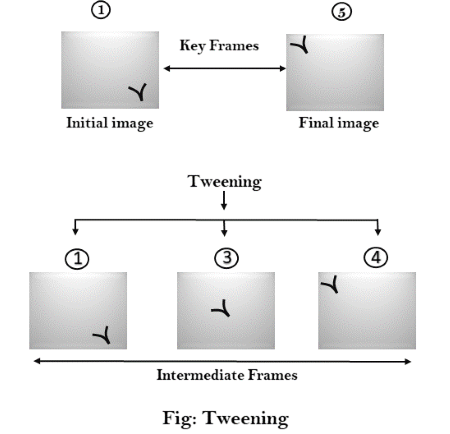 ① ⑤
Key Frames
Initial image Final image
Tweening
① ③ ④
Intermediate Frames
Fig: Tweening